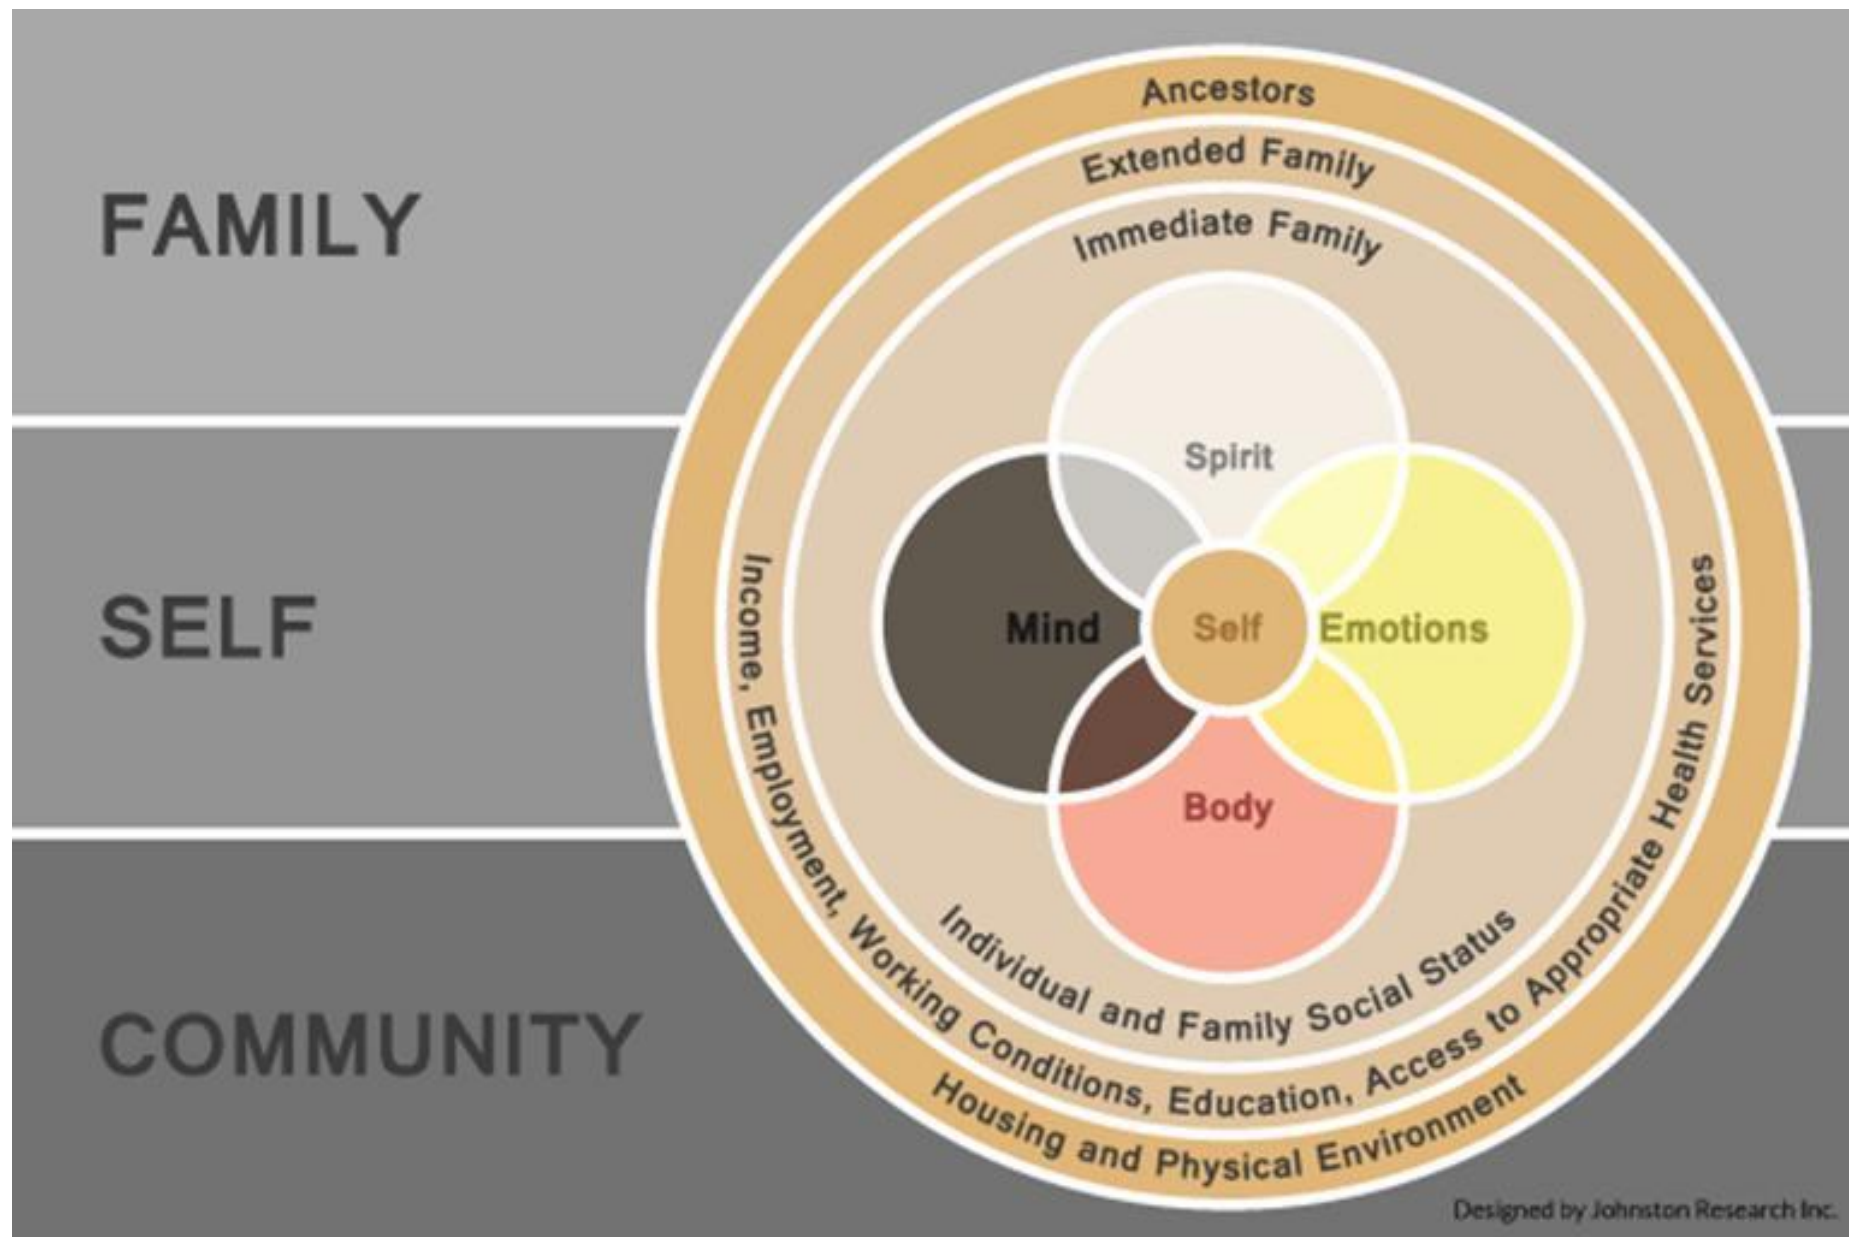 FAMILY
SELF
COMMUNITY
Ancestors
Extended Family
Immediate Family
Spirit
Mind
Self
Emotions
Body
Individual and Family Social Status
Income, Employment, Working Conditions, Education, Access to Appropriate Health Services
Housing and Physical Environment
Designed by Johnston Research Inc.